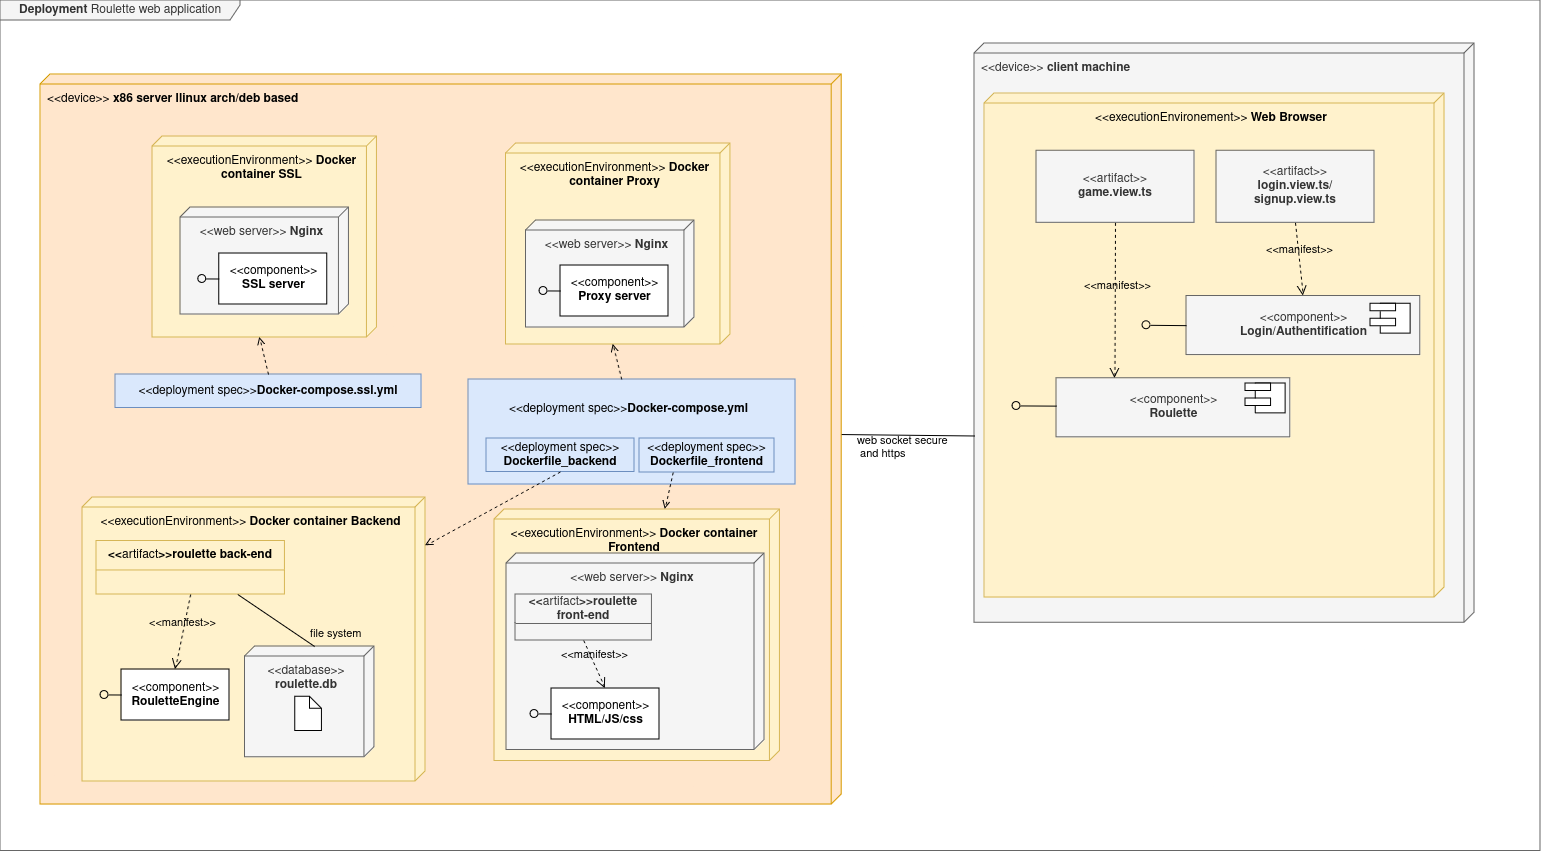 Deployment Roulette web application
<<device>> x86 server llinux arch/deb based
<<executionEnvironment>> Docker
container SSL
<<web server>> Nginx
<<component>>
SSL server
<<executionEnvironment>> Docker
container Proxy
<<web server>> Nginx
<<component>>
Proxy server
<<deployment spec>>Docker-compose.ssl.yml
<<deployment spec>>Docker-compose.yml
<<deployment spec>>
Dockerfile_backend
<<deployment spec>>
Dockerfile_frontend
<<executionEnvironment>> Docker container Backend
<<artifact>>roulette back-end
<<manifest>>
file system
<<component>>
RouletteEngine
<<database>>
roulette.db
<<executionEnvironment>> Docker container
Frontend
<<web server>> Nginx
<<artifact>>roulette
front-end
<<manifest>>
<<component>>
HTML/JS/css
web socket secure
and https
<<device>> client machine
<<executionEnvironement>> Web Browser
<<artifact>>
game.view.ts
<<artifact>>
login.view.ts/
signup.view.ts
<<manifest>>
<<manifest>>
<<component>>
Login/Authentification
<<component>>
Roulette